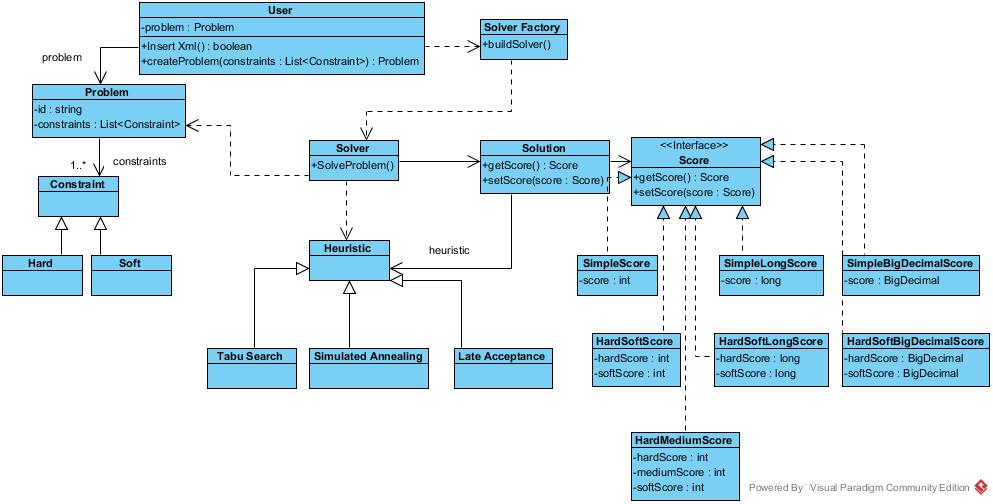 User
-problem : Problem
+Insert Xml() : boolean
+createProblem(constraints : List<Constraint>) : Problem
Solver Factory
+buildSolver()
problem
Problem
-id : string
-constraints : List<Constraint>
1..*
constraints
Constraint
Hard
Soft
Solver
+SolveProblem()
Solution
+getScore() : Score
+setScore(score : Score)
<<Interface>>
Score
+getScore() : Score
+setScore(score : Score)
Heuristic
heuristic
Tabu Search
Simulated Annealing
Late Acceptance
SimpleScore
-score : int
SimpleLongScore
-score : long
SimpleBigDecimalScore
-score : BigDecimal
HardSoftScore
-hardScore : int
-softScore : int
HardSoftLongScore
-hardScore : long
-softScore : long
HardSoftBigDecimalScore
-hardScore : BigDecimal
-softScore : BigDecimal
HardMediumScore
-hardScore : int
-mediumScore : int
-softScore : int
Powered By Visual Paradigm Community Edition